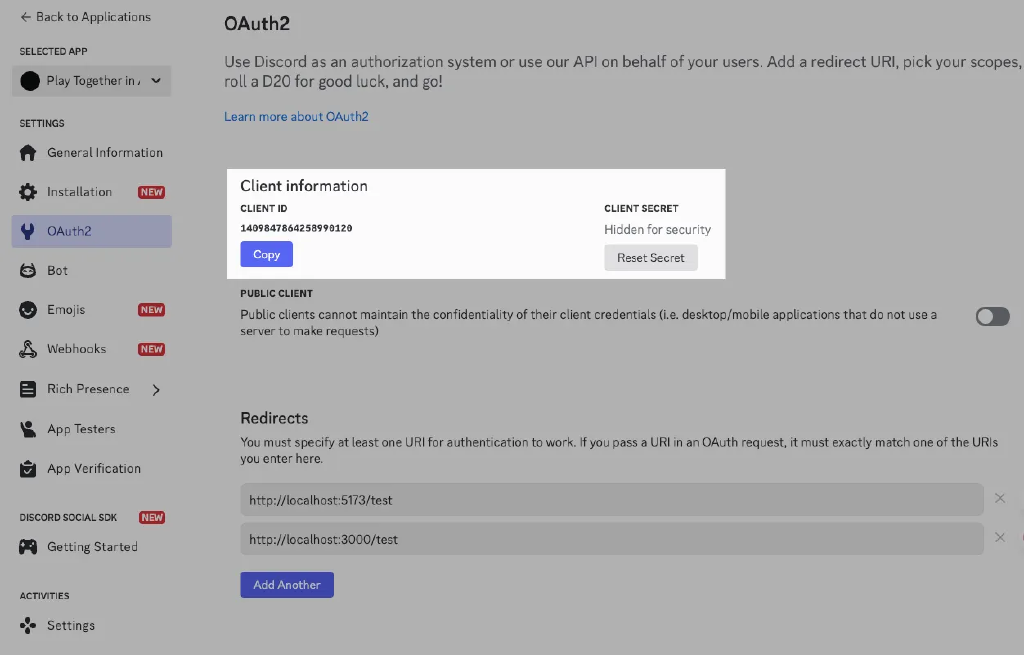 Back to Applications
SELECTED APP
Play Together in
SETTINGS
General Information
Installation NEW
OAuth2
Bot
Emojis NEW
Webhooks NEW
Rich Presence
App Testers
App Verification
DISCORD SOCIAL SDK NEW
Getting Started
ACTIVITIES
Settings
OAuth2
Use Discord as an authorization system or use our API on behalf of your users. Add a redirect URI, pick your scopes,
roll a D20 for good luck, and go!
Learn more about OAuth2
Client information
CLIENT ID
1409847864258990120
Copy
CLIENT SECRET
Hidden for security
Reset Secret
PUBLIC CLIENT
Public clients cannot maintain the confidentiality of their client credentials (i.e. desktop/mobile applications that do not use a
server to make requests)
Redirects
You must specify at least one URI for authentication to work. If you pass a URI in an OAuth request, it must exactly match one of the URIs
you enter here.
http://localhost:5173/test
http://localhost:3000/test
Add Another